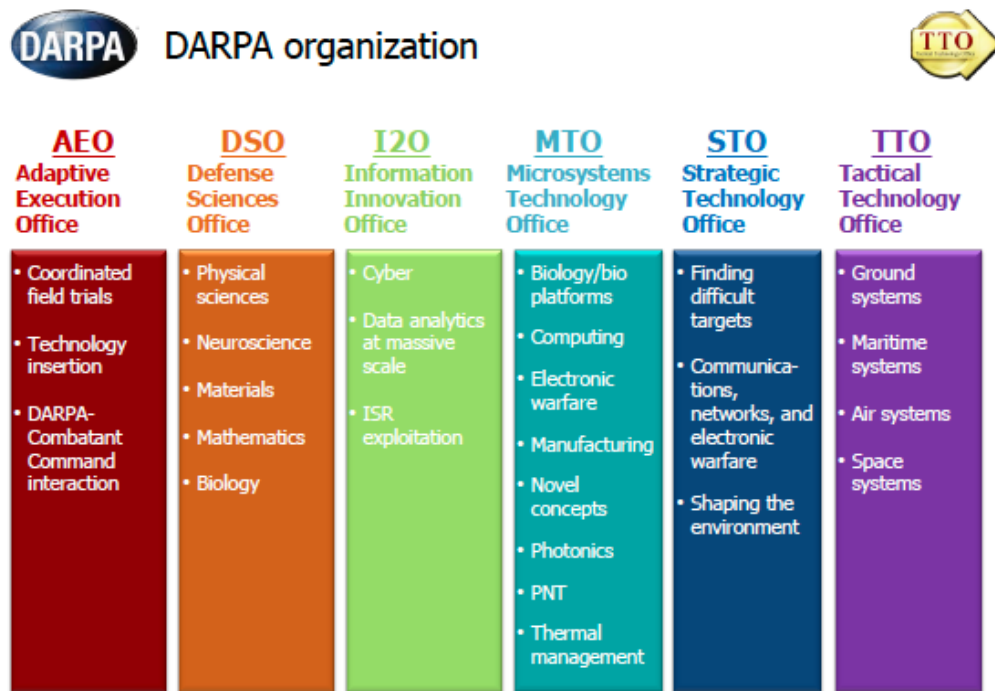 DARPA
DARPA organization
TTO
Tactical Technology Office
AEO
Adaptive
Execution
Office
• Coordinated
field trials
• Technology
insertion
• DARPA-
Combatant
Command
interaction
DSO
Defense
Sciences
Office
• Physical
sciences
• Neuroscience
• Materials
• Mathematics
• Biology
I2O
Information
Innovation
Office
• Cyber
• Data analytics
at massive
scale
• ISR
exploitation
MTO
Microsystems
Technology
Office
• Biology/bio
platforms
• Computing
• Electronic
warfare
• Manufacturing
• Novel
concepts
• Photonics
• PNT
• Thermal
management
STO
Strategic
Technology
Office
• Finding
difficult
targets
• Communica-
tions,
networks, and
electronic
warfare
• Shaping the
environment
TTO
Tactical
Technology
Office
• Ground
systems
• Maritime
systems
• Air systems
• Space
systems